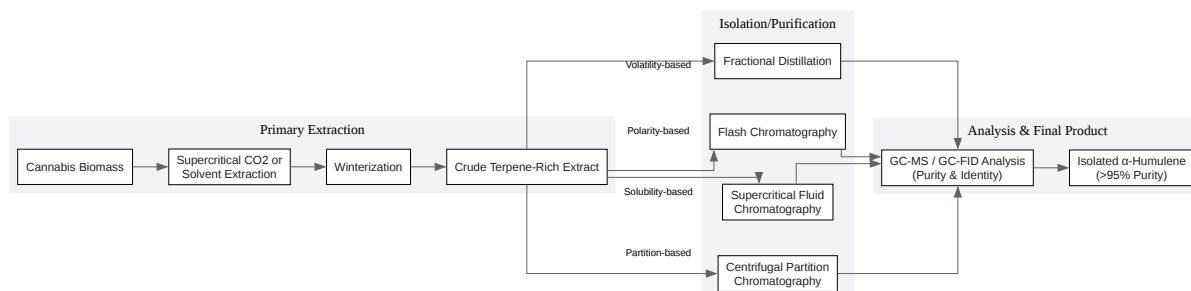 Isolation/Purification
Volatility-based
Fractional Distillation
Primary Extraction
Polarity-based
Flash Chromatography
Analysis & Final Product
Cannabis Biomass
Supercritical CO2 or
Solvent Extraction
Winterization
Crude Terpene-Rich Extract
GC-MS / GC-FID Analysis
(Purity & Identity)
Isolated α-Humulene
(>95% Purity)
Solubility-based
Supercritical Fluid
Chromatography
Partition-based
Centrifugal Partition
Chromatography